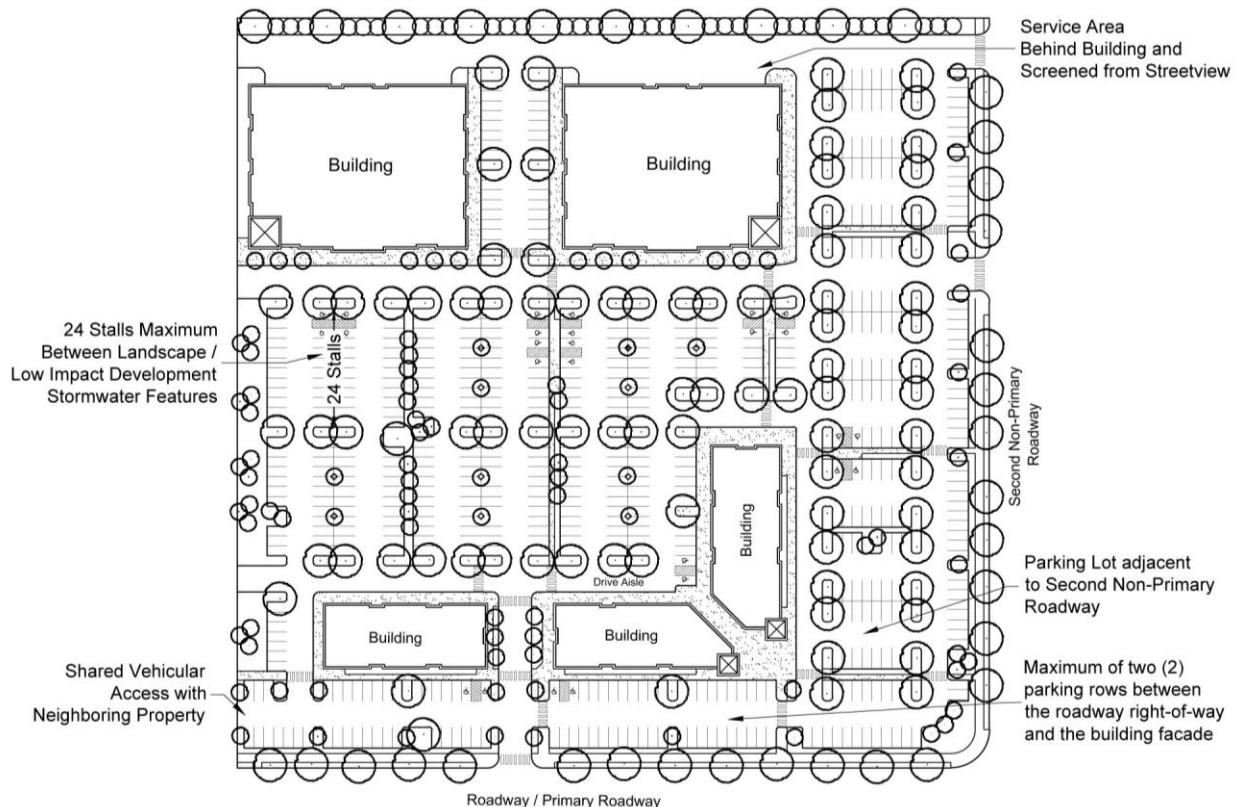 Service Area
Behind Building and
Screened from Streetview
Building
Building
24 Stalls Maximum
Between Landscape /
Low Impact Development
Stormwater Features
24 Stalls
Second Non-Primary
Roadway
Building
Drive Aisle
Parking Lot adjacent
to Second Non-Primary
Roadway
Building
Building
Shared Vehicular
Access with
Neighboring Property
Maximum of two (2)
parking rows between
the roadway right-of-way
and the building facade
Roadway / Primary Roadway